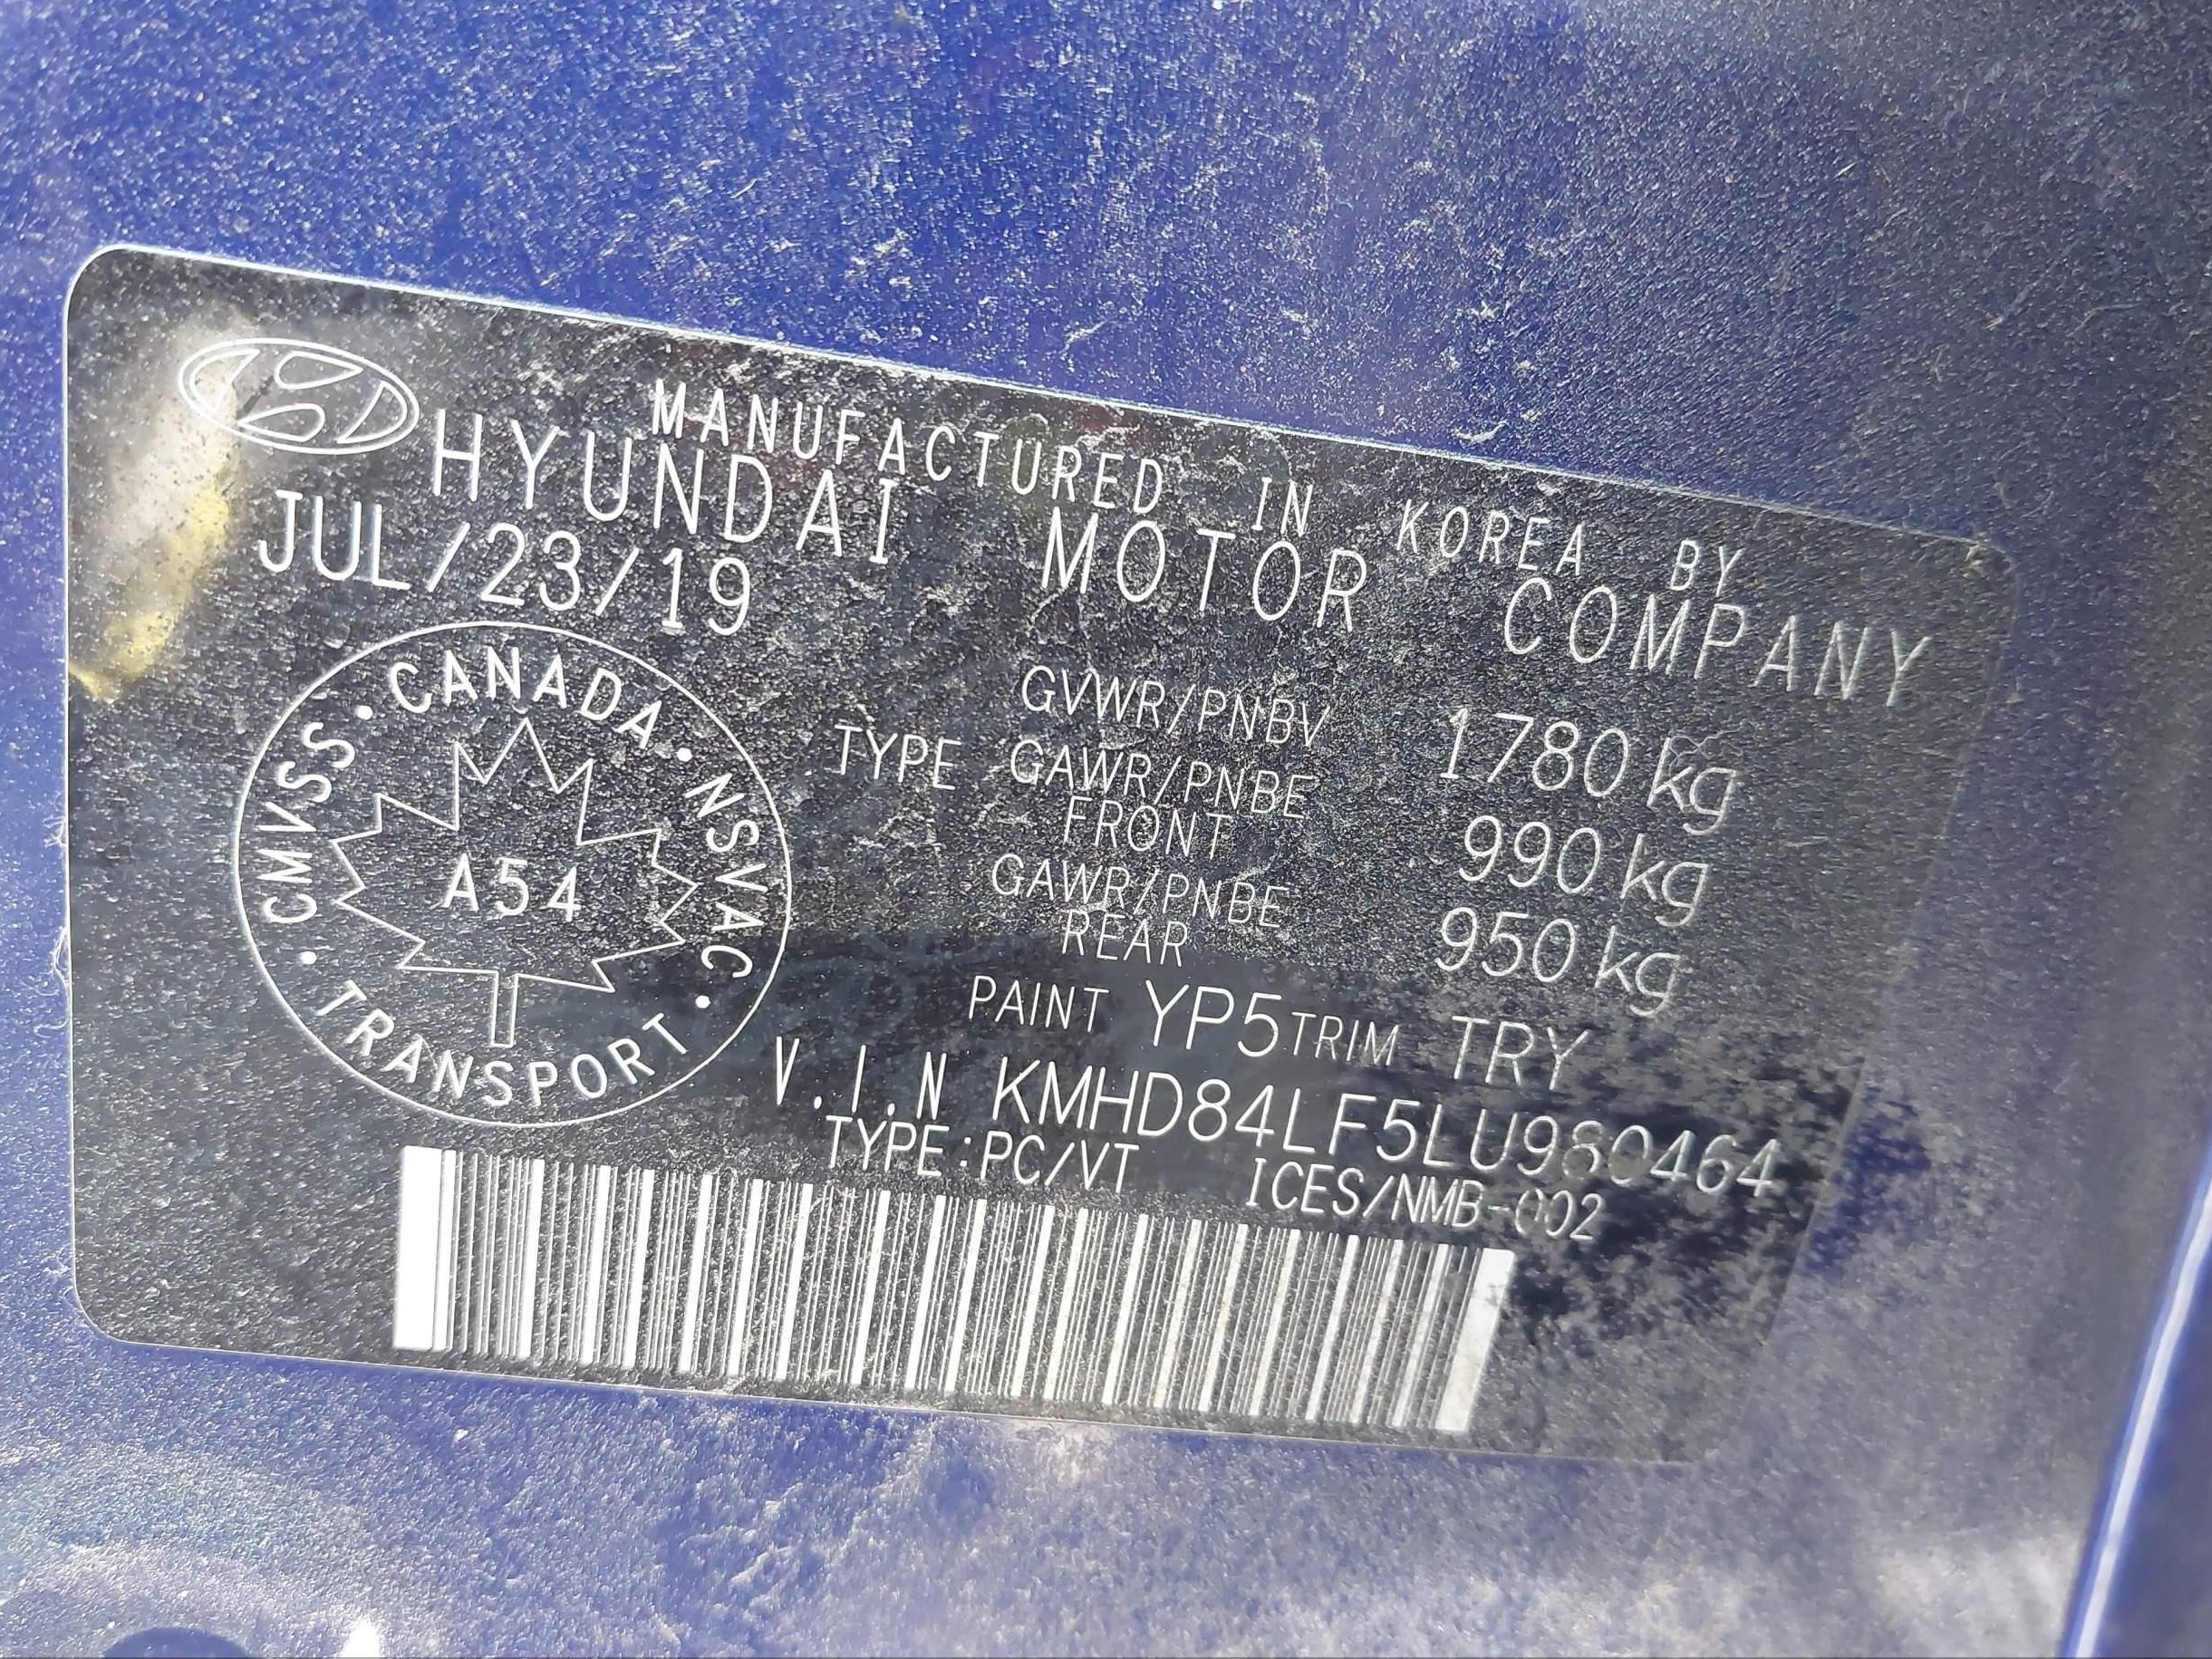 MANUFACTURED IN KOREA BY
HYUNDAI MOTOR COMPANY
JUL/23/19
CMVSS · CANADA · NSVAC · TRANSPORT ·
A54
GVWR/PNBV 1780 kg
TYPE GAWR/PNBE FRONT 990 kg
GAWR/PNBE REAR 950 kg
PAINT YP5 TRIM TRY
V.I.N KMHD84LF5LU980464
TYPE:PC/VT ICES/NMB-002